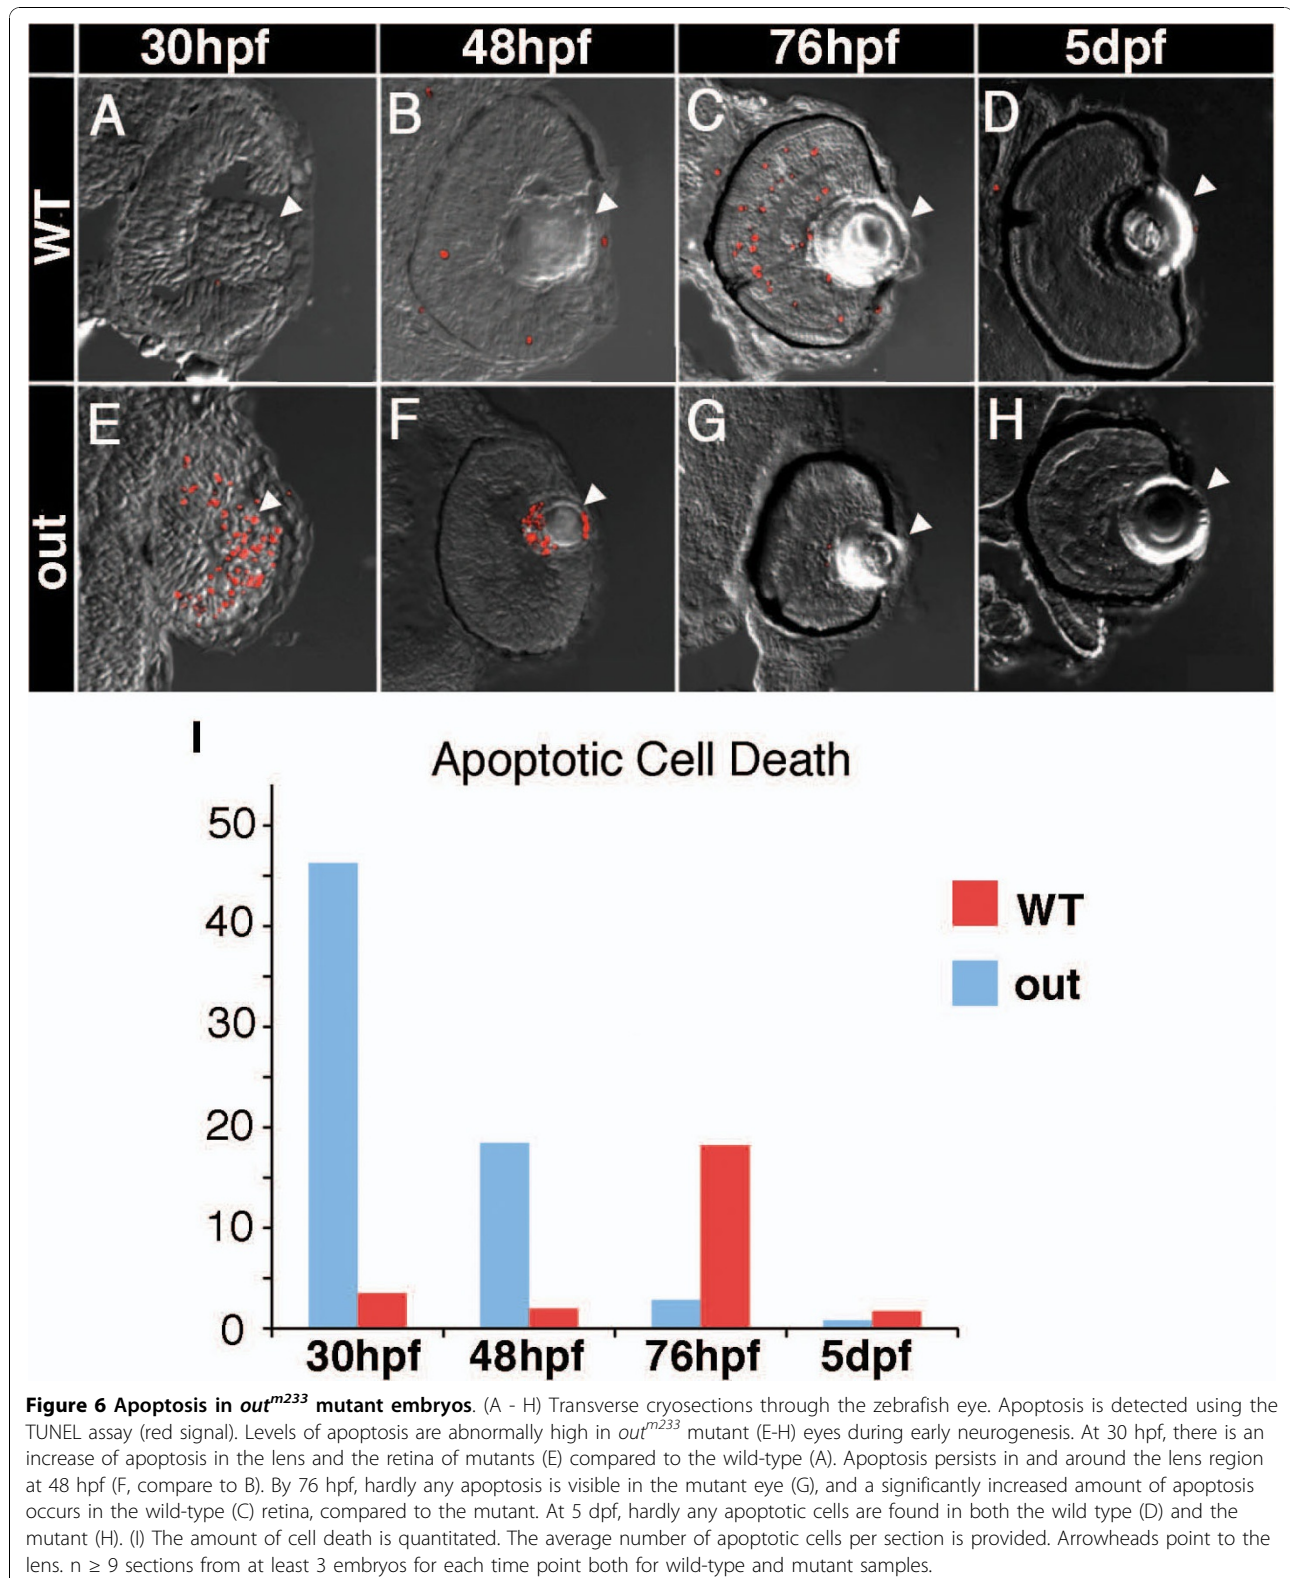 30hpf 48hpf 76hpf 5dpf
WT
A B C D
out
E F G H
I
Apoptotic Cell Death
50
40
30
20
10
0
WT
out
30hpf 48hpf 76hpf 5dpf
Figure 6 Apoptosis in out^m233 mutant embryos. (A - H) Transverse cryosections through the zebrafish eye. Apoptosis is detected using the
TUNEL assay (red signal). Levels of apoptosis are abnormally high in out^m233 mutant (E-H) eyes during early neurogenesis. At 30 hpf, there is an
increase of apoptosis in the lens and the retina of mutants (E) compared to the wild-type (A). Apoptosis persists in and around the lens region
at 48 hpf (F, compare to B). By 76 hpf, hardly any apoptosis is visible in the mutant eye (G), and a significantly increased amount of apoptosis
occurs in the wild-type (C) retina, compared to the mutant. At 5 dpf, hardly any apoptotic cells are found in both the wild type (D) and the
mutant (H). (I) The amount of cell death is quantitated. The average number of apoptotic cells per section is provided. Arrowheads point to the
lens. n ≥ 9 sections from at least 3 embryos for each time point both for wild-type and mutant samples.